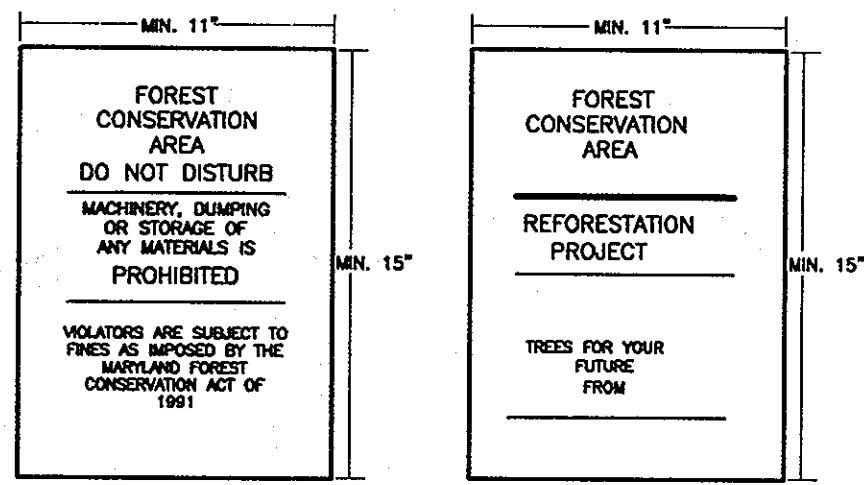 MIN. 11"
FOREST
CONSERVATION
AREA
DO NOT DISTURB
MACHINERY, DUMPING
OR STORAGE OF
ANY MATERIALS IS
PROHIBITED
VIOLATORS ARE SUBJECT TO
FINES AS IMPOSED BY THE
MARYLAND FOREST
CONSERVATION ACT OF
1991
MIN. 15"
MIN. 11"
FOREST
CONSERVATION
AREA
REFORESTATION
PROJECT
TREES FOR YOUR
FUTURE
FROM
MIN. 15"